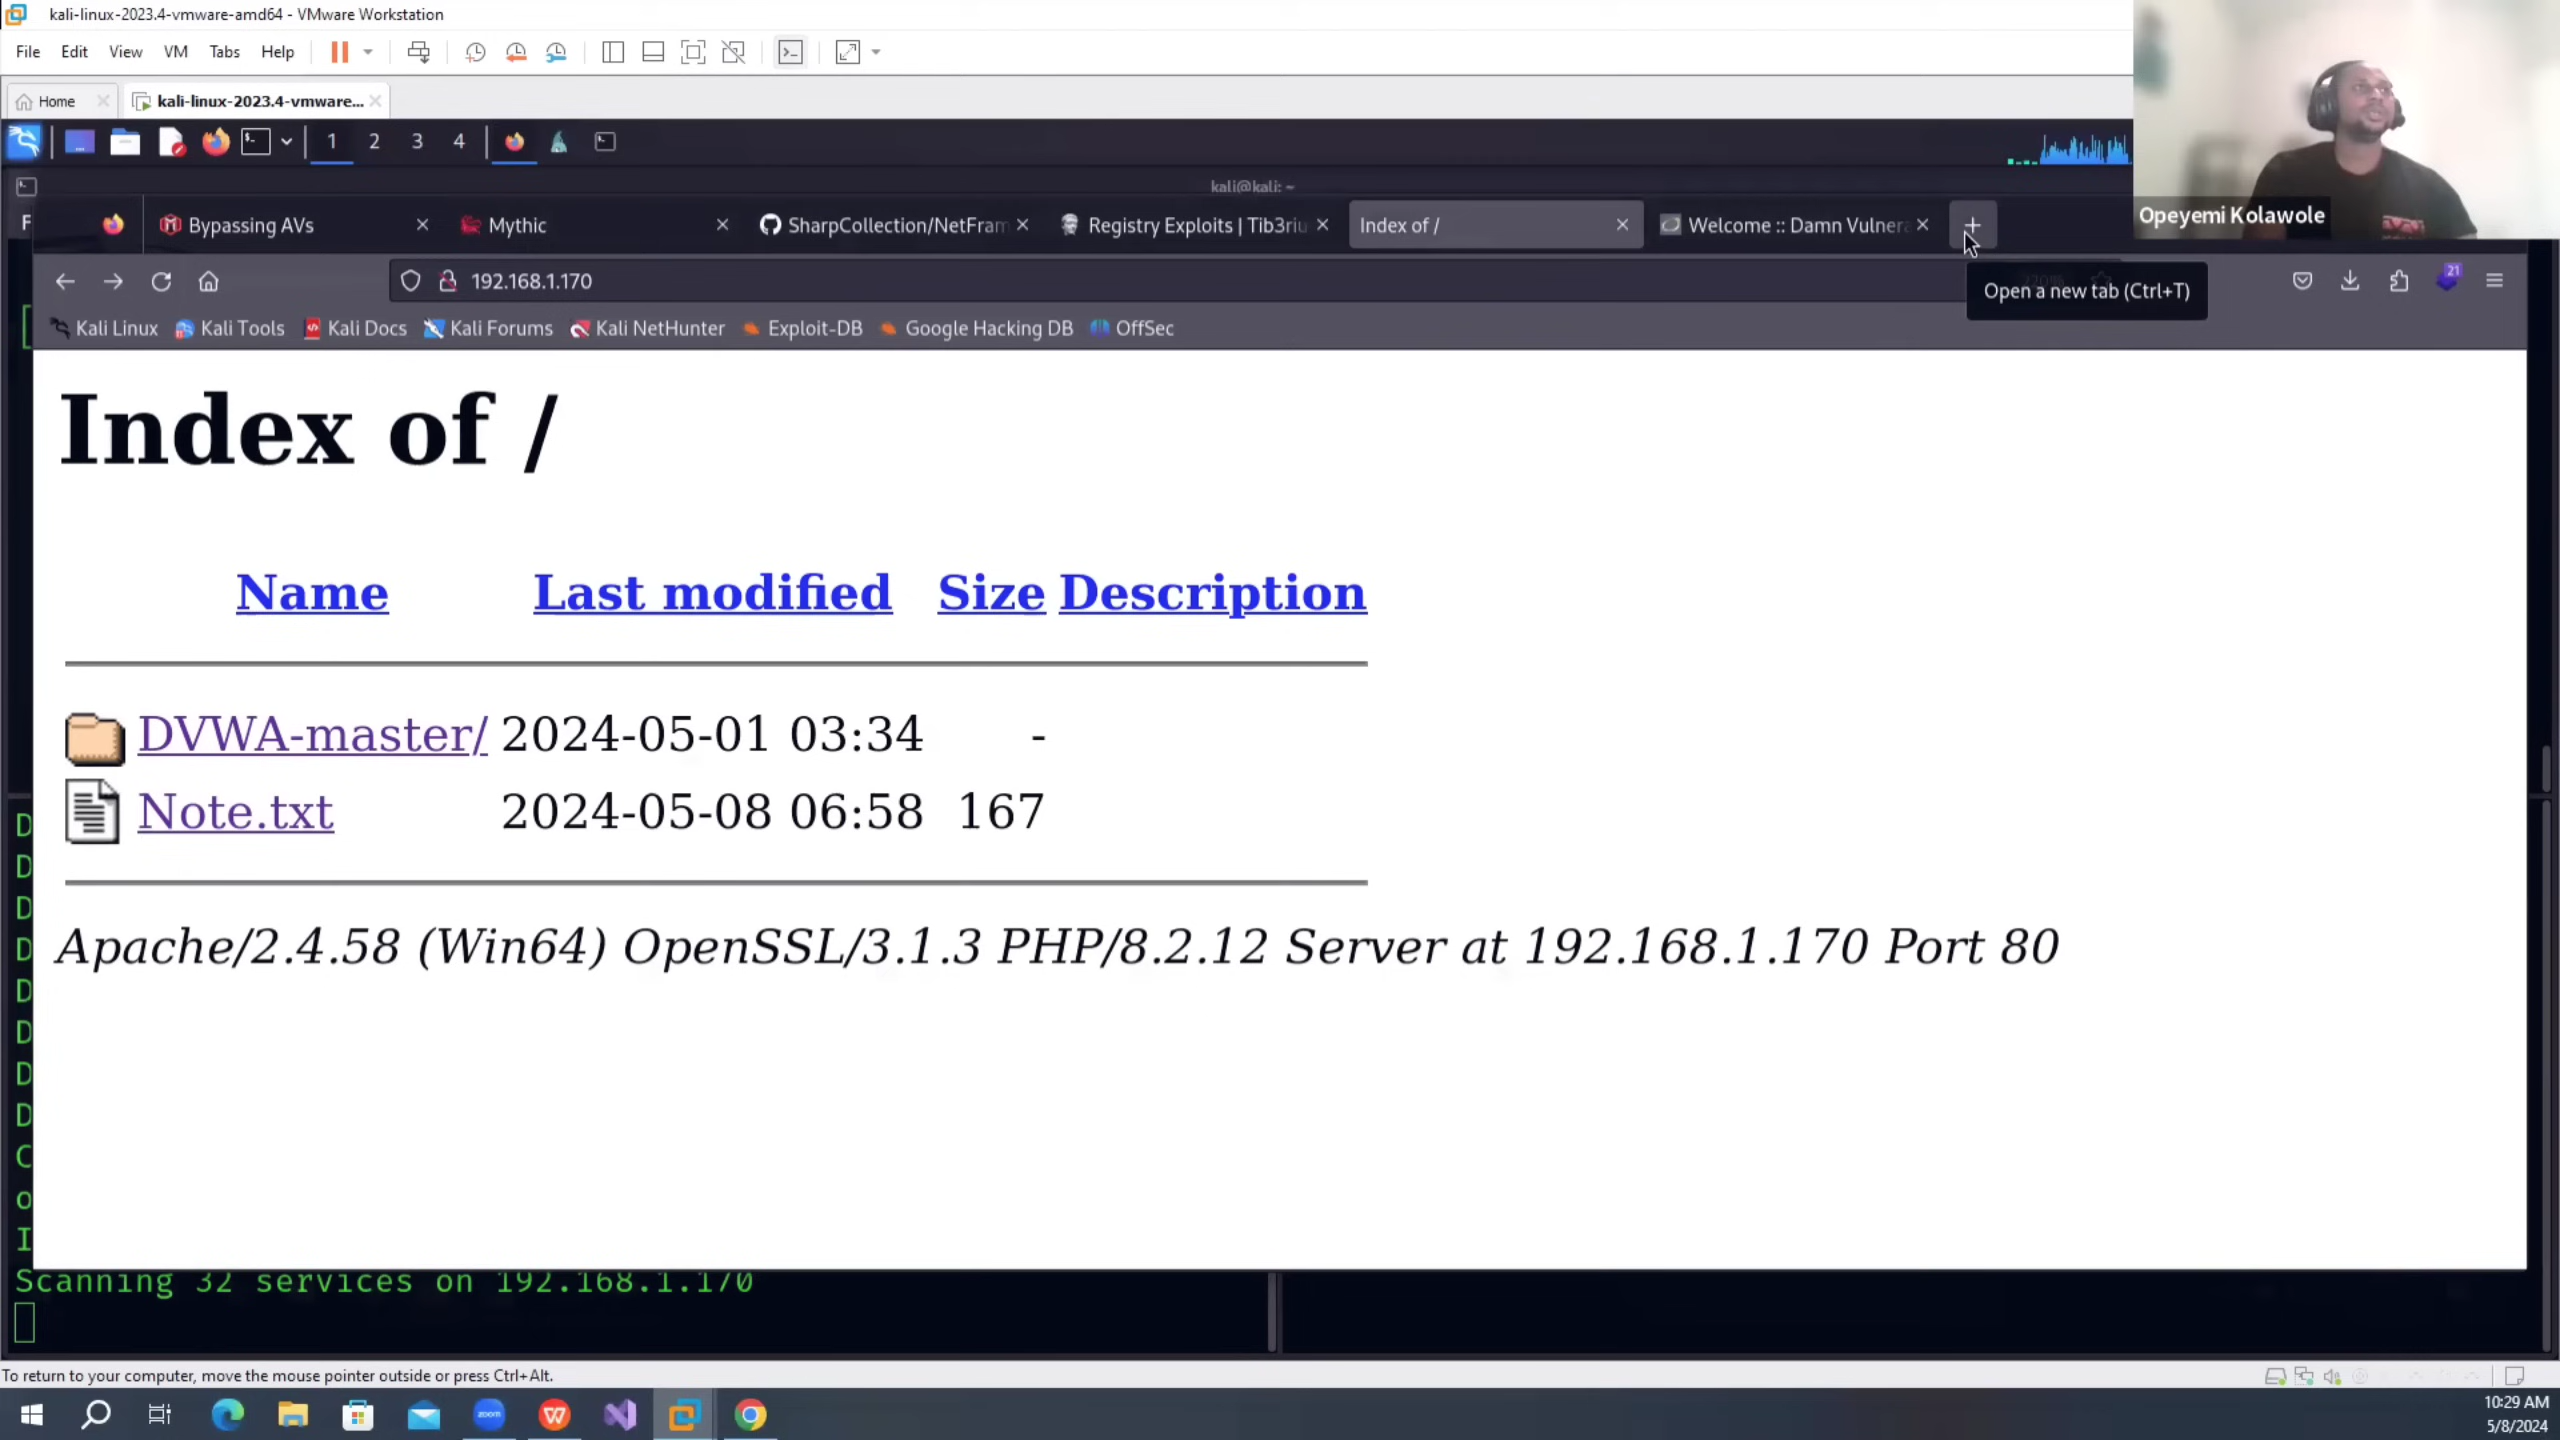 kali-linux-2023.4-vmware-amd64 - VMware Workstation
File Edit View VM Tabs Help
Home kali-linux-2023.4-vmware...
1 2 3 4
kali@kali: ~
F
Bypassing AVs Mythic SharpCollection/NetFram Registry Exploits | Tib3riu Index of / Welcome :: Damn Vulnera
Opeyemi Kolawole
192.168.1.170
Open a new tab (Ctrl+T)
21
Kali Linux Kali Tools Kali Docs Kali Forums Kali NetHunter Exploit-DB Google Hacking DB OffSec
Index of /
Name Last modified Size Description
DVWA-master/ 2024-05-01 03:34 -
Note.txt 2024-05-08 06:58 167
Apache/2.4.58 (Win64) OpenSSL/3.1.3 PHP/8.2.12 Server at 192.168.1.170 Port 80
D
D
D
D
D
D
D
D
C
o
I
Scanning 32 services on 192.168.1.170
To return to your computer, move the mouse pointer outside or press Ctrl+Alt.
zoom
10:29 AM
5/8/2024